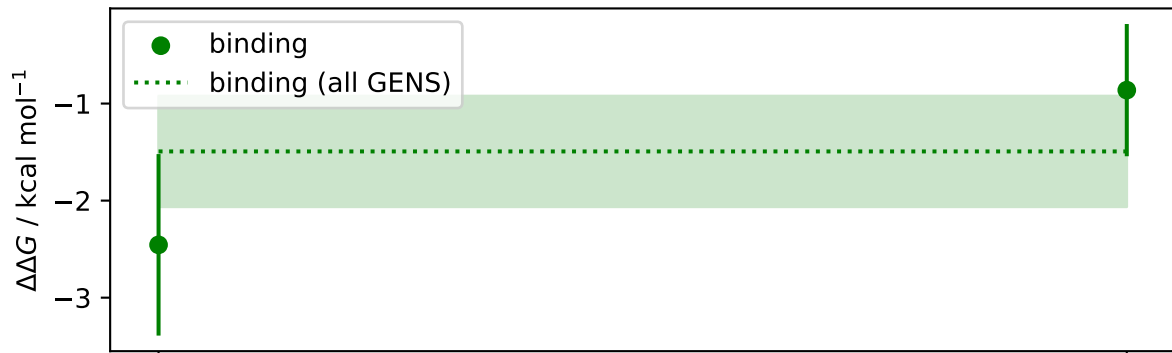 binding
binding (all GENS)
ΔΔG / kcal mol⁻¹
−1
−2
−3